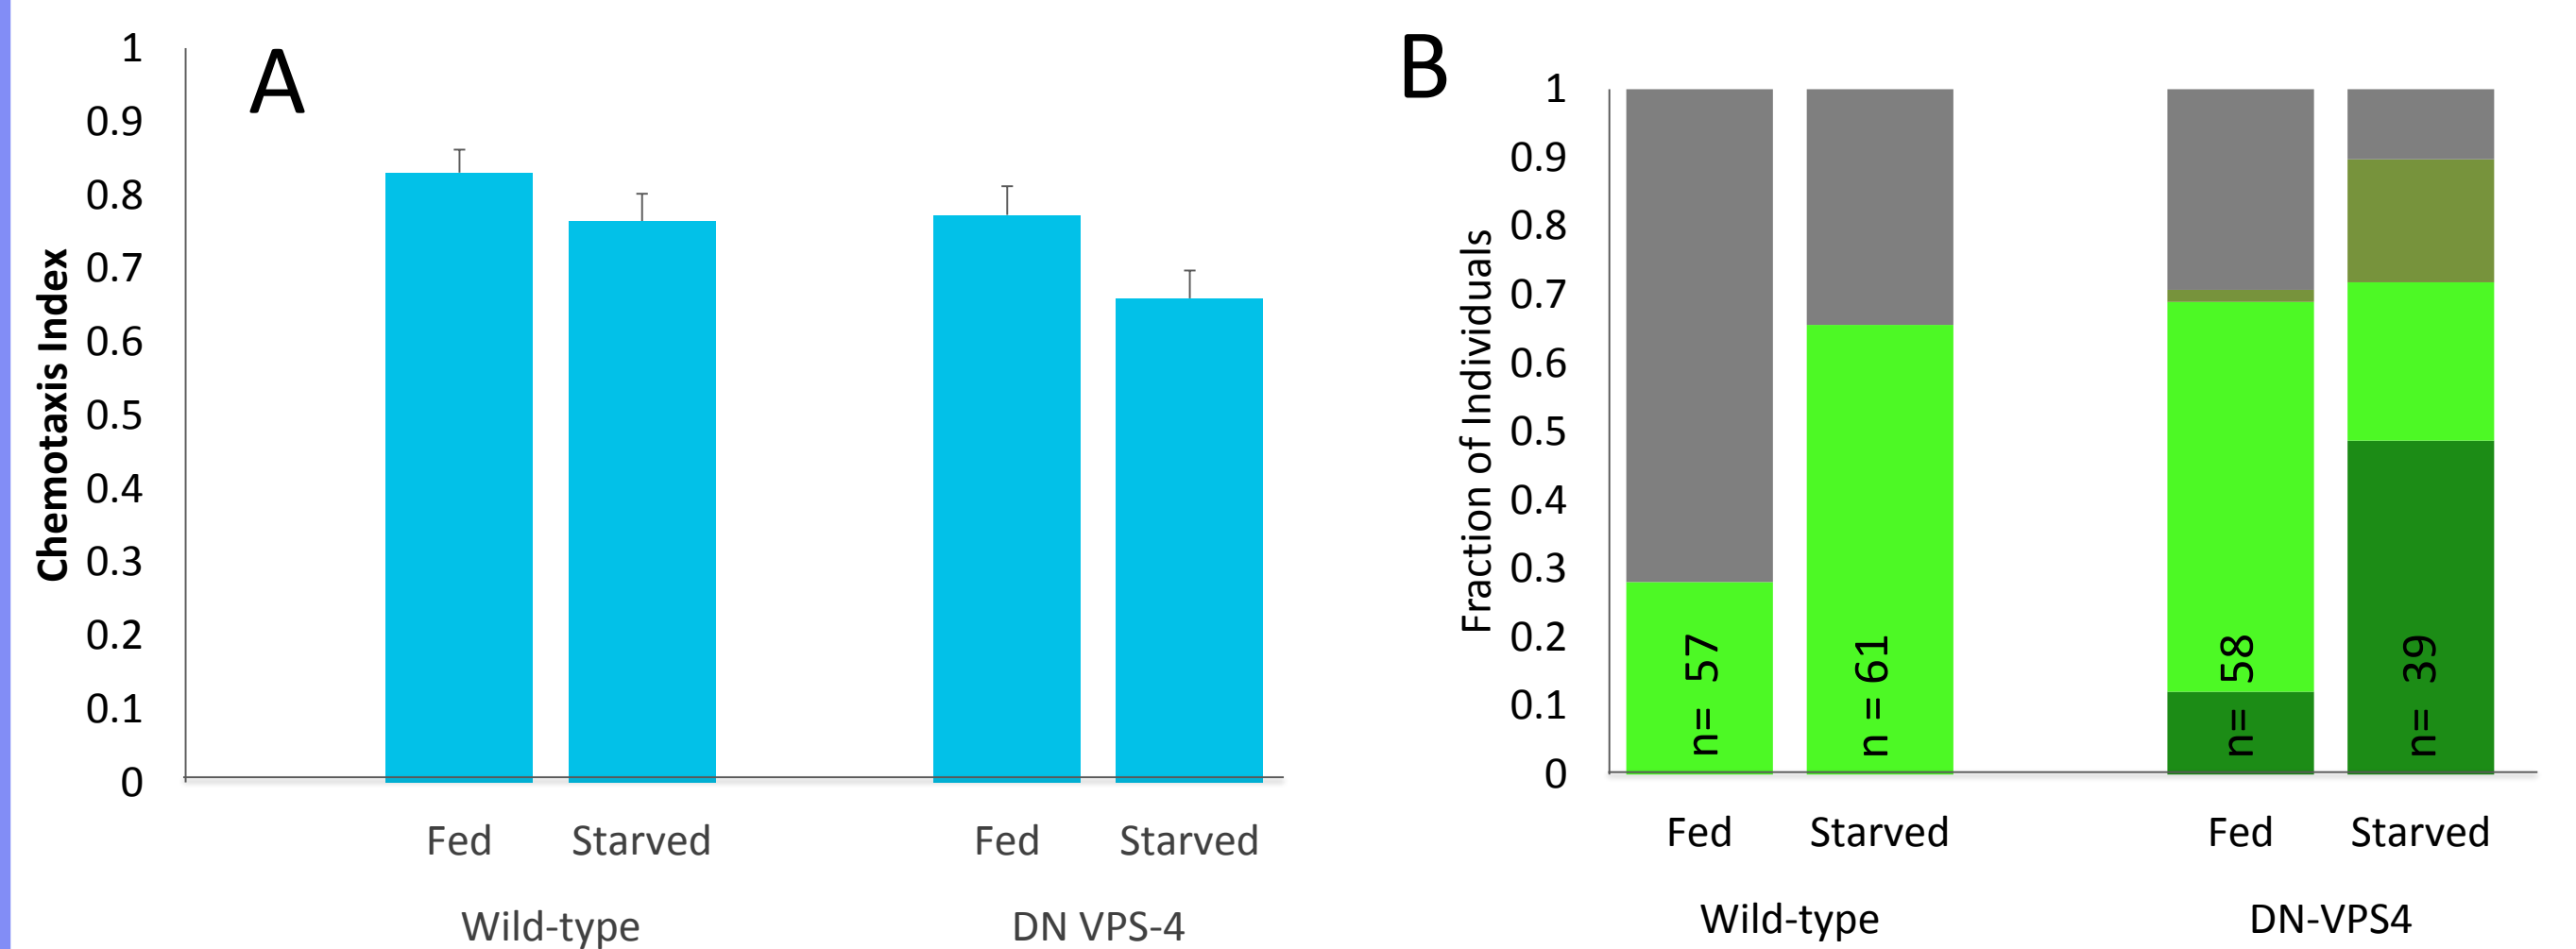 A
Chemotaxis Index
1
0.9
0.8
0.7
0.6
0.5
0.4
0.3
0.2
0.1
0
Fed
Starved
Fed
Starved
Wild-type
DN VPS-4
B
Fraction of Individuals
1
0.9
0.8
0.7
0.6
0.5
0.4
0.3
0.2
0.1
0
n= 57
n = 61
n= 58
n= 39
Fed
Starved
Fed
Starved
Wild-type
DN-VPS4